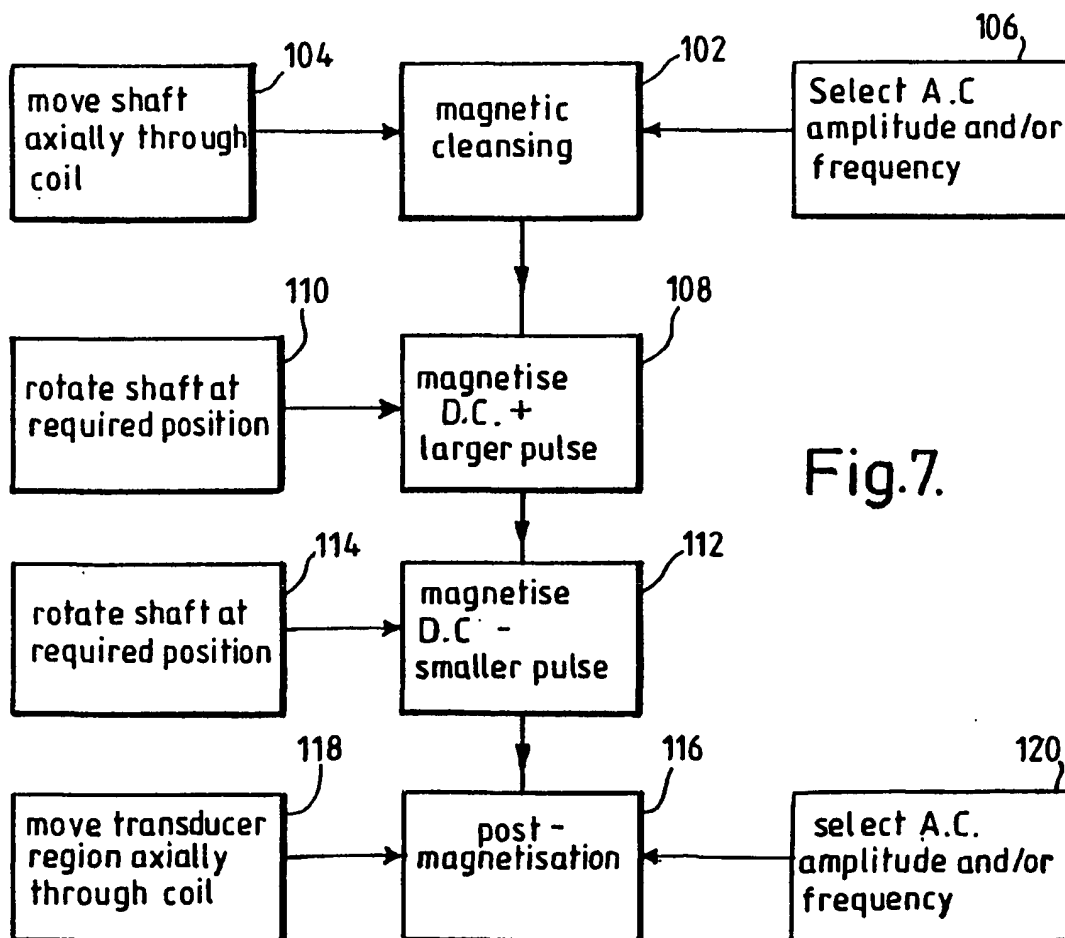 104
move shaft
axially through
coil
102
magnetic
cleansing
106
Select A.C
amplitude and/or
frequency
110
rotate shaft at
required position
108
magnetise
D.C. +
larger pulse
Fig.7.
114
rotate shaft at
required position
112
magnetise
D.C -
smaller pulse
118
move transducer
region axially
through coil
116
post-
magnetisation
120
select A.C.
amplitude and/or
frequency